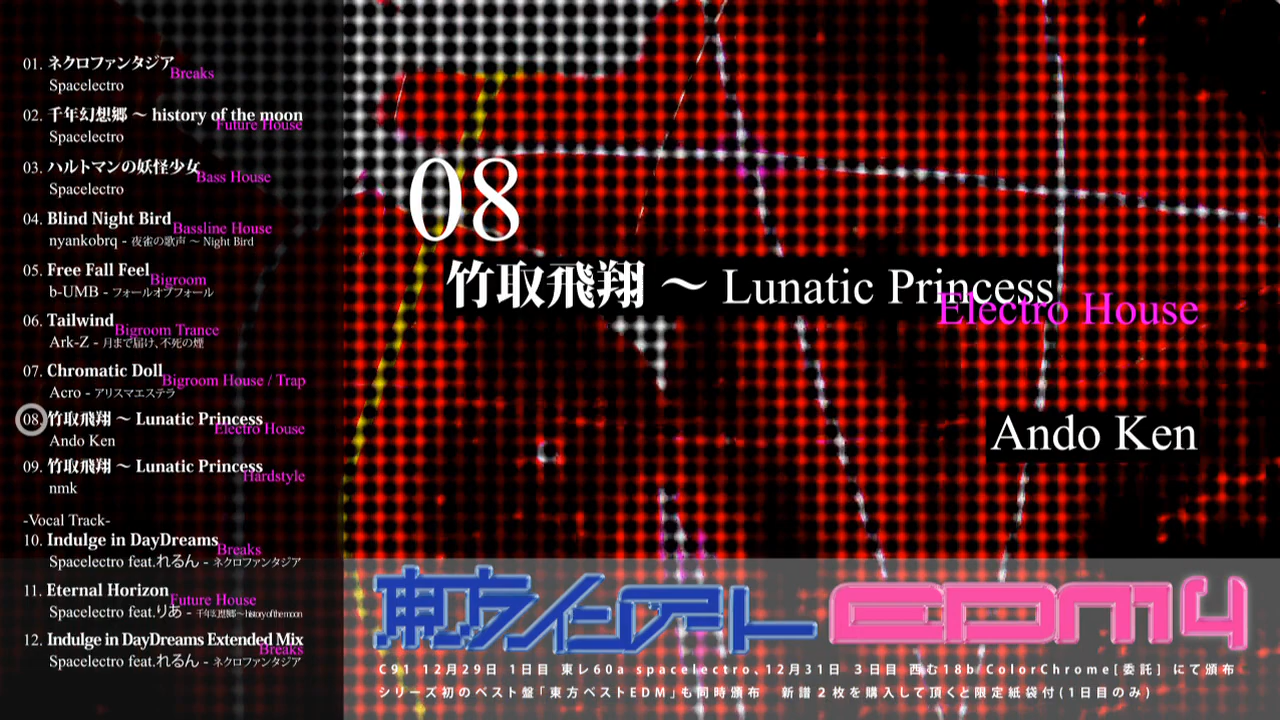 01. ネクロファンタジア
Breaks
Spacelectro
02. 千年幻想郷 ～ history of the moon
Future House
Spacelectro
03. ハルトマンの妖怪少女
Bass House
Spacelectro
04. Blind Night Bird
Bassline House
nyankobrq - 夜雀の歌声 ～ Night Bird
05. Free Fall Feel
Bigroom
b-UMB - フォールオブフォール
06. Tailwind
Bigroom Trance
Ark-Z - 月まで届け、不死の煙
07. Chromatic Doll
Bigroom House / Trap
Acro - アリスマエステラ
08. 竹取飛翔 ～ Lunatic Princess
Electro House
Ando Ken
09. 竹取飛翔 ～ Lunatic Princess
Hardstyle
nmk
-Vocal Track-
10. Indulge in DayDreams
Breaks
Spacelectro feat.れるん - ネクロファンタジア
11. Eternal Horizon
Future House
Spacelectro feat.りあ - 千年幻想郷～history of the moon
12. Indulge in DayDreams Extended Mix
Breaks
Spacelectro feat.れるん - ネクロファンタジア
08
竹取飛翔 ～ Lunatic Princess
Electro House
Ando Ken
東方インフィニット EDM4
C91 12月29日 1日目 東レ60a spacelectro、12月31日 3日目 西む18b ColorChrome[委託] にて頒布
シリーズ初のベスト盤「東方ベストEDM」も同時頒布 新譜2枚を購入して頂くと限定紙袋付(1日目のみ)